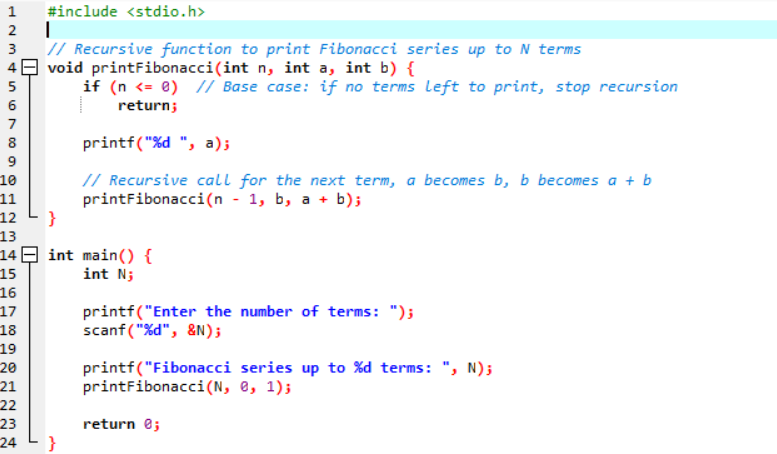 1 #include <stdio.h>
2
3 // Recursive function to print Fibonacci series up to N terms
4 void printFibonacci(int n, int a, int b) {
5     if (n <= 0)  // Base case: if no terms left to print, stop recursion
6         return;
7
8     printf("%d ", a);
9
10     // Recursive call for the next term, a becomes b, b becomes a + b
11     printFibonacci(n - 1, b, a + b);
12 }
13
14 int main() {
15     int N;
16
17     printf("Enter the number of terms: ");
18     scanf("%d", &N);
19
20     printf("Fibonacci series up to %d terms: ", N);
21     printFibonacci(N, 0, 1);
22
23     return 0;
24 }